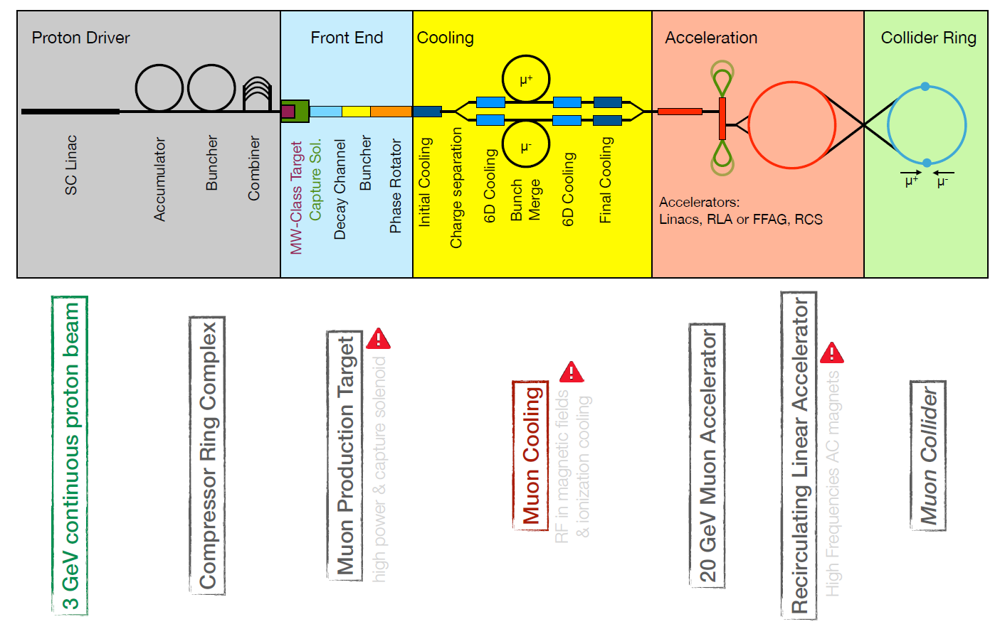 Proton Driver
Front End
Cooling
Acceleration
Collider Ring
μ+
μ-
SC Linac
Accumulator
Buncher
Combiner
MW-Class Target
Capture Sol.
Decay Channel
Buncher
Phase Rotator
Initial Cooling
Charge separation
6D Cooling
Bunch
Merge
6D Cooling
Final Cooling
Accelerators:
Linacs, RLA or FFAG, RCS
μ+
μ-
3 GeV continuous proton beam
Compressor Ring Complex
Muon Production Target
!
high power & capture solenoid
Muon Cooling
!
RF in magnetic fields
& ionization cooling
20 GeV Muon Accelerator
Recirculating Linear Accelerator
!
High Frequencies AC magnets
Muon Collider